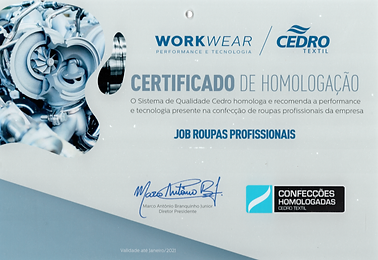 WORKWEAR
PERFORMANCE E TECNOLOGIA
CEDRO
TEXTIL
CERTIFICADO DE HOMOLOGAÇÃO
O Sistema de Qualidade Cedro homologa e recomenda a performance
e tecnologia presente na confecção de roupas profissionais da empresa
JOB ROUPAS PROFISSIONAIS
Marco Antônio Branquinho Junior
Diretor Presidente
CONFECÇÕES
HOMOLOGADAS
CEDRO TEXTIL
Validade até Janeiro/